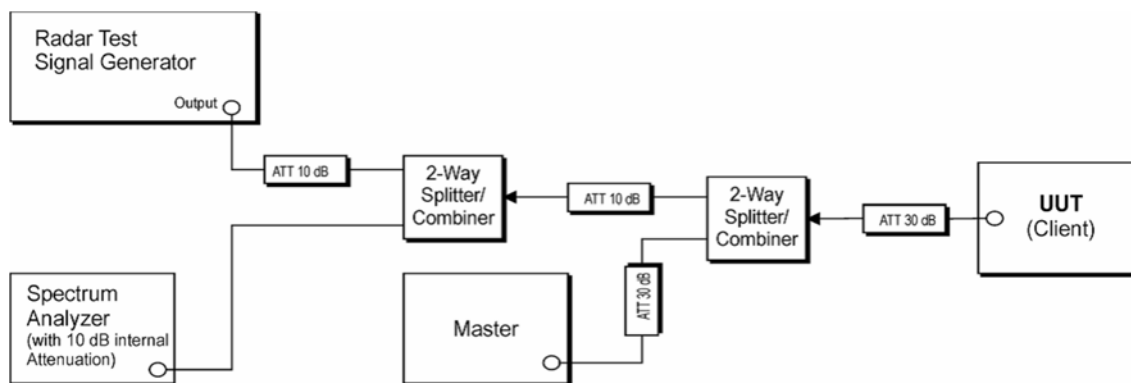 Radar Test
Signal Generator
Output
ATT 10 dB
2-Way
Splitter/
Combiner
ATT 10 dB
2-Way
Splitter/
Combiner
ATT 30 dB
UUT
(Client)
Spectrum
Analyzer
(with 10 dB internal
Attenuation)
Master
ATT 30 dB